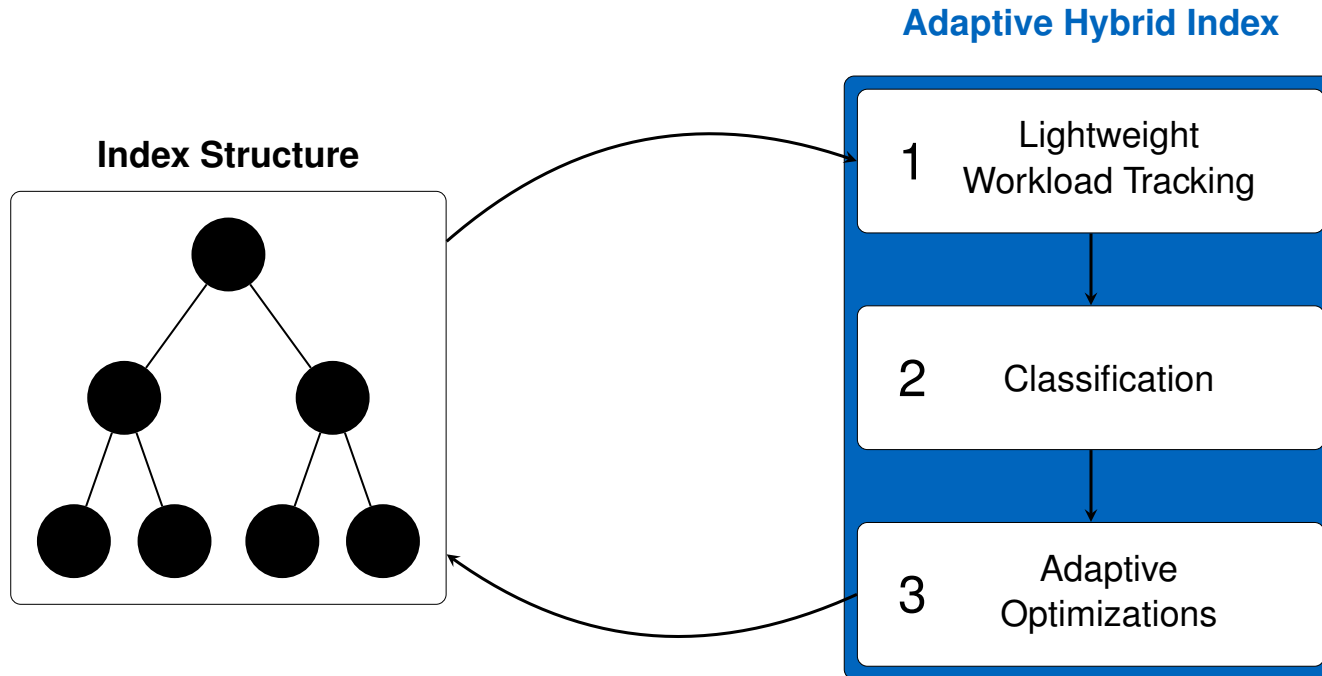 Adaptive Hybrid Index
Index Structure
1
Lightweight
Workload Tracking
2
Classification
3
Adaptive
Optimizations